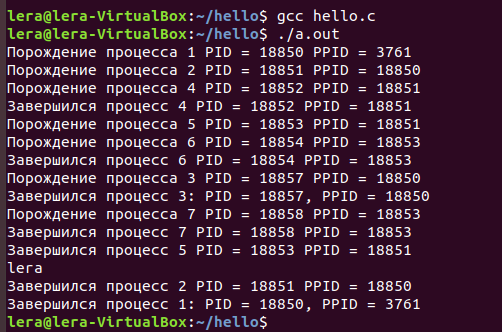 lera@lera-VirtualBox:~/hello$ gcc hello.c
lera@lera-VirtualBox:~/hello$ ./a.out
Порождение процесса 1 PID = 18850 PPID = 3761
Порождение процесса 2 PID = 18851 PPID = 18850
Порождение процесса 4 PID = 18852 PPID = 18851
Завершился процесс 4 PID = 18852 PPID = 18851
Порождение процесса 5 PID = 18853 PPID = 18851
Порождение процесса 6 PID = 18854 PPID = 18853
Завершился процесс 6 PID = 18854 PPID = 18853
Порождение процесса 3 PID = 18857 PPID = 18850
Завершился процесс 3: PID = 18857, PPID = 18850
Порождение процесса 7 PID = 18858 PPID = 18853
Завершился процесс 7 PID = 18858 PPID = 18853
Завершился процесс 5 PID = 18853 PPID = 18851
lera
Завершился процесс 2 PID = 18851 PPID = 18850
Завершился процесс 1: PID = 18850, PPID = 3761
lera@lera-VirtualBox:~/hello$